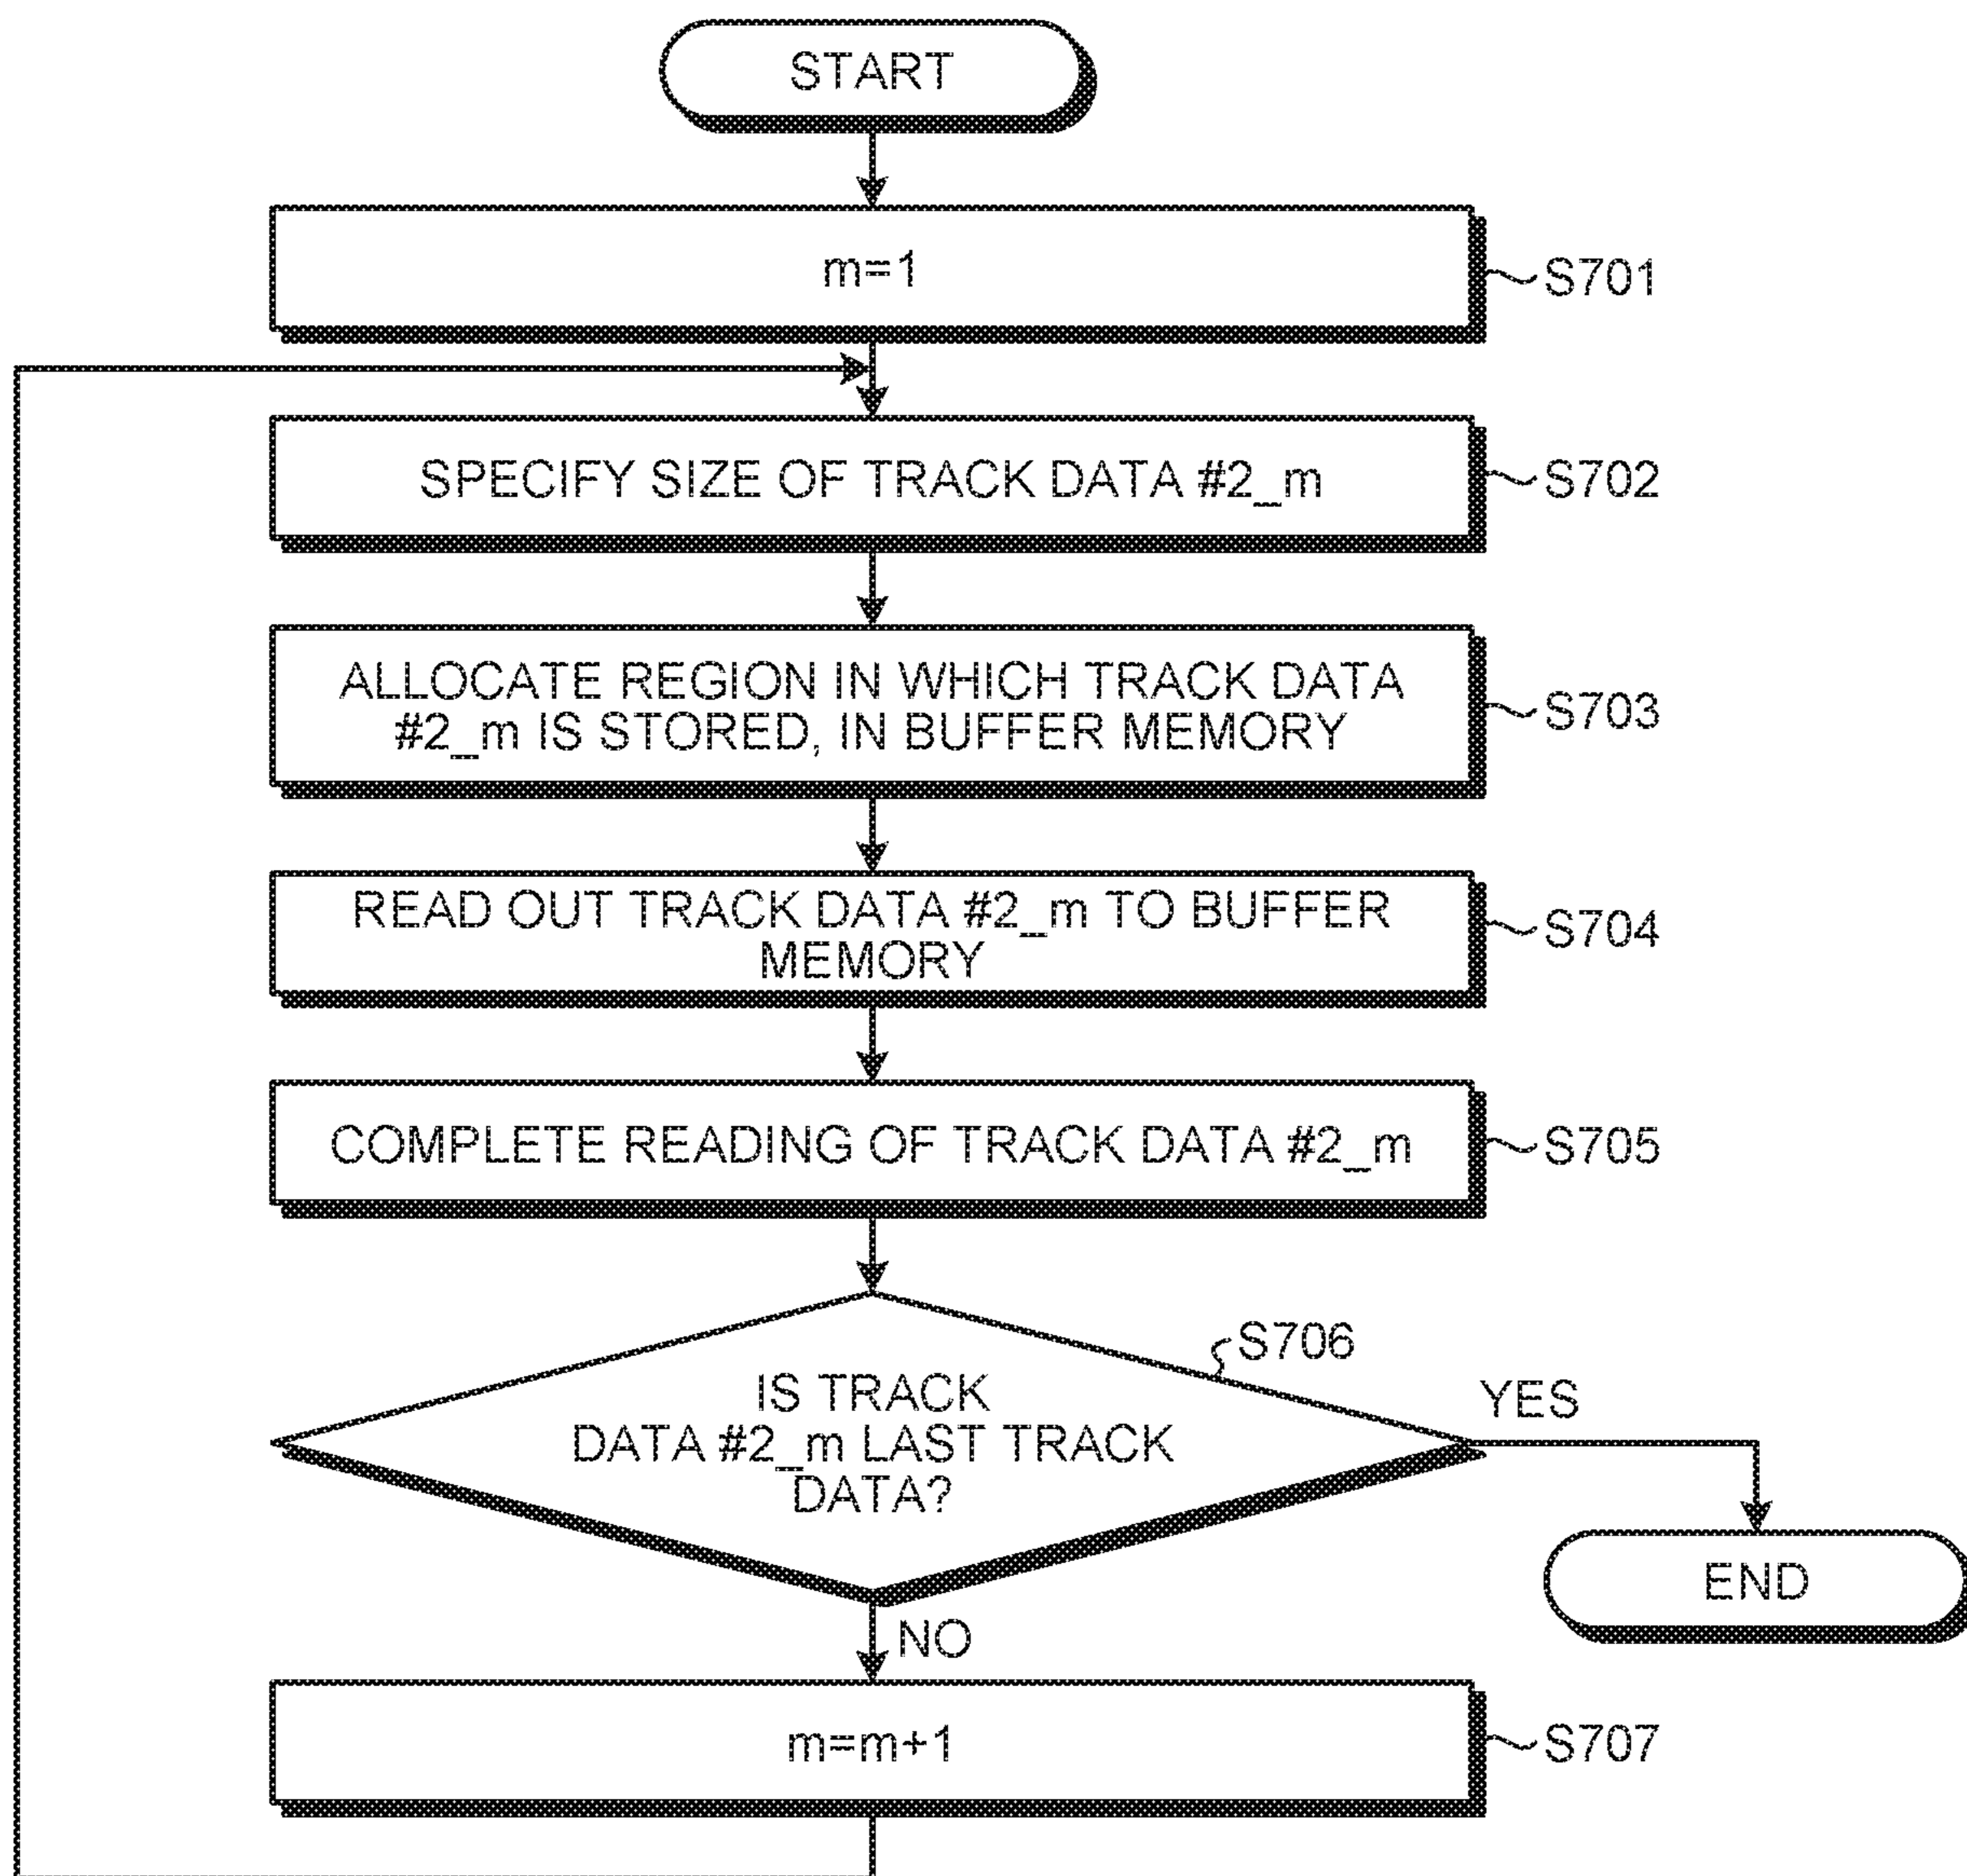 START
m=1
S701
SPECIFY SIZE OF TRACK DATA #2_m
S702
ALLOCATE REGION IN WHICH TRACK DATA
#2_m IS STORED, IN BUFFER MEMORY
S703
READ OUT TRACK DATA #2_m TO BUFFER
MEMORY
S704
COMPLETE READING OF TRACK DATA #2_m
S705
S706
IS TRACK
DATA #2_m LAST TRACK
DATA?
YES
END
NO
m=m+1
S707